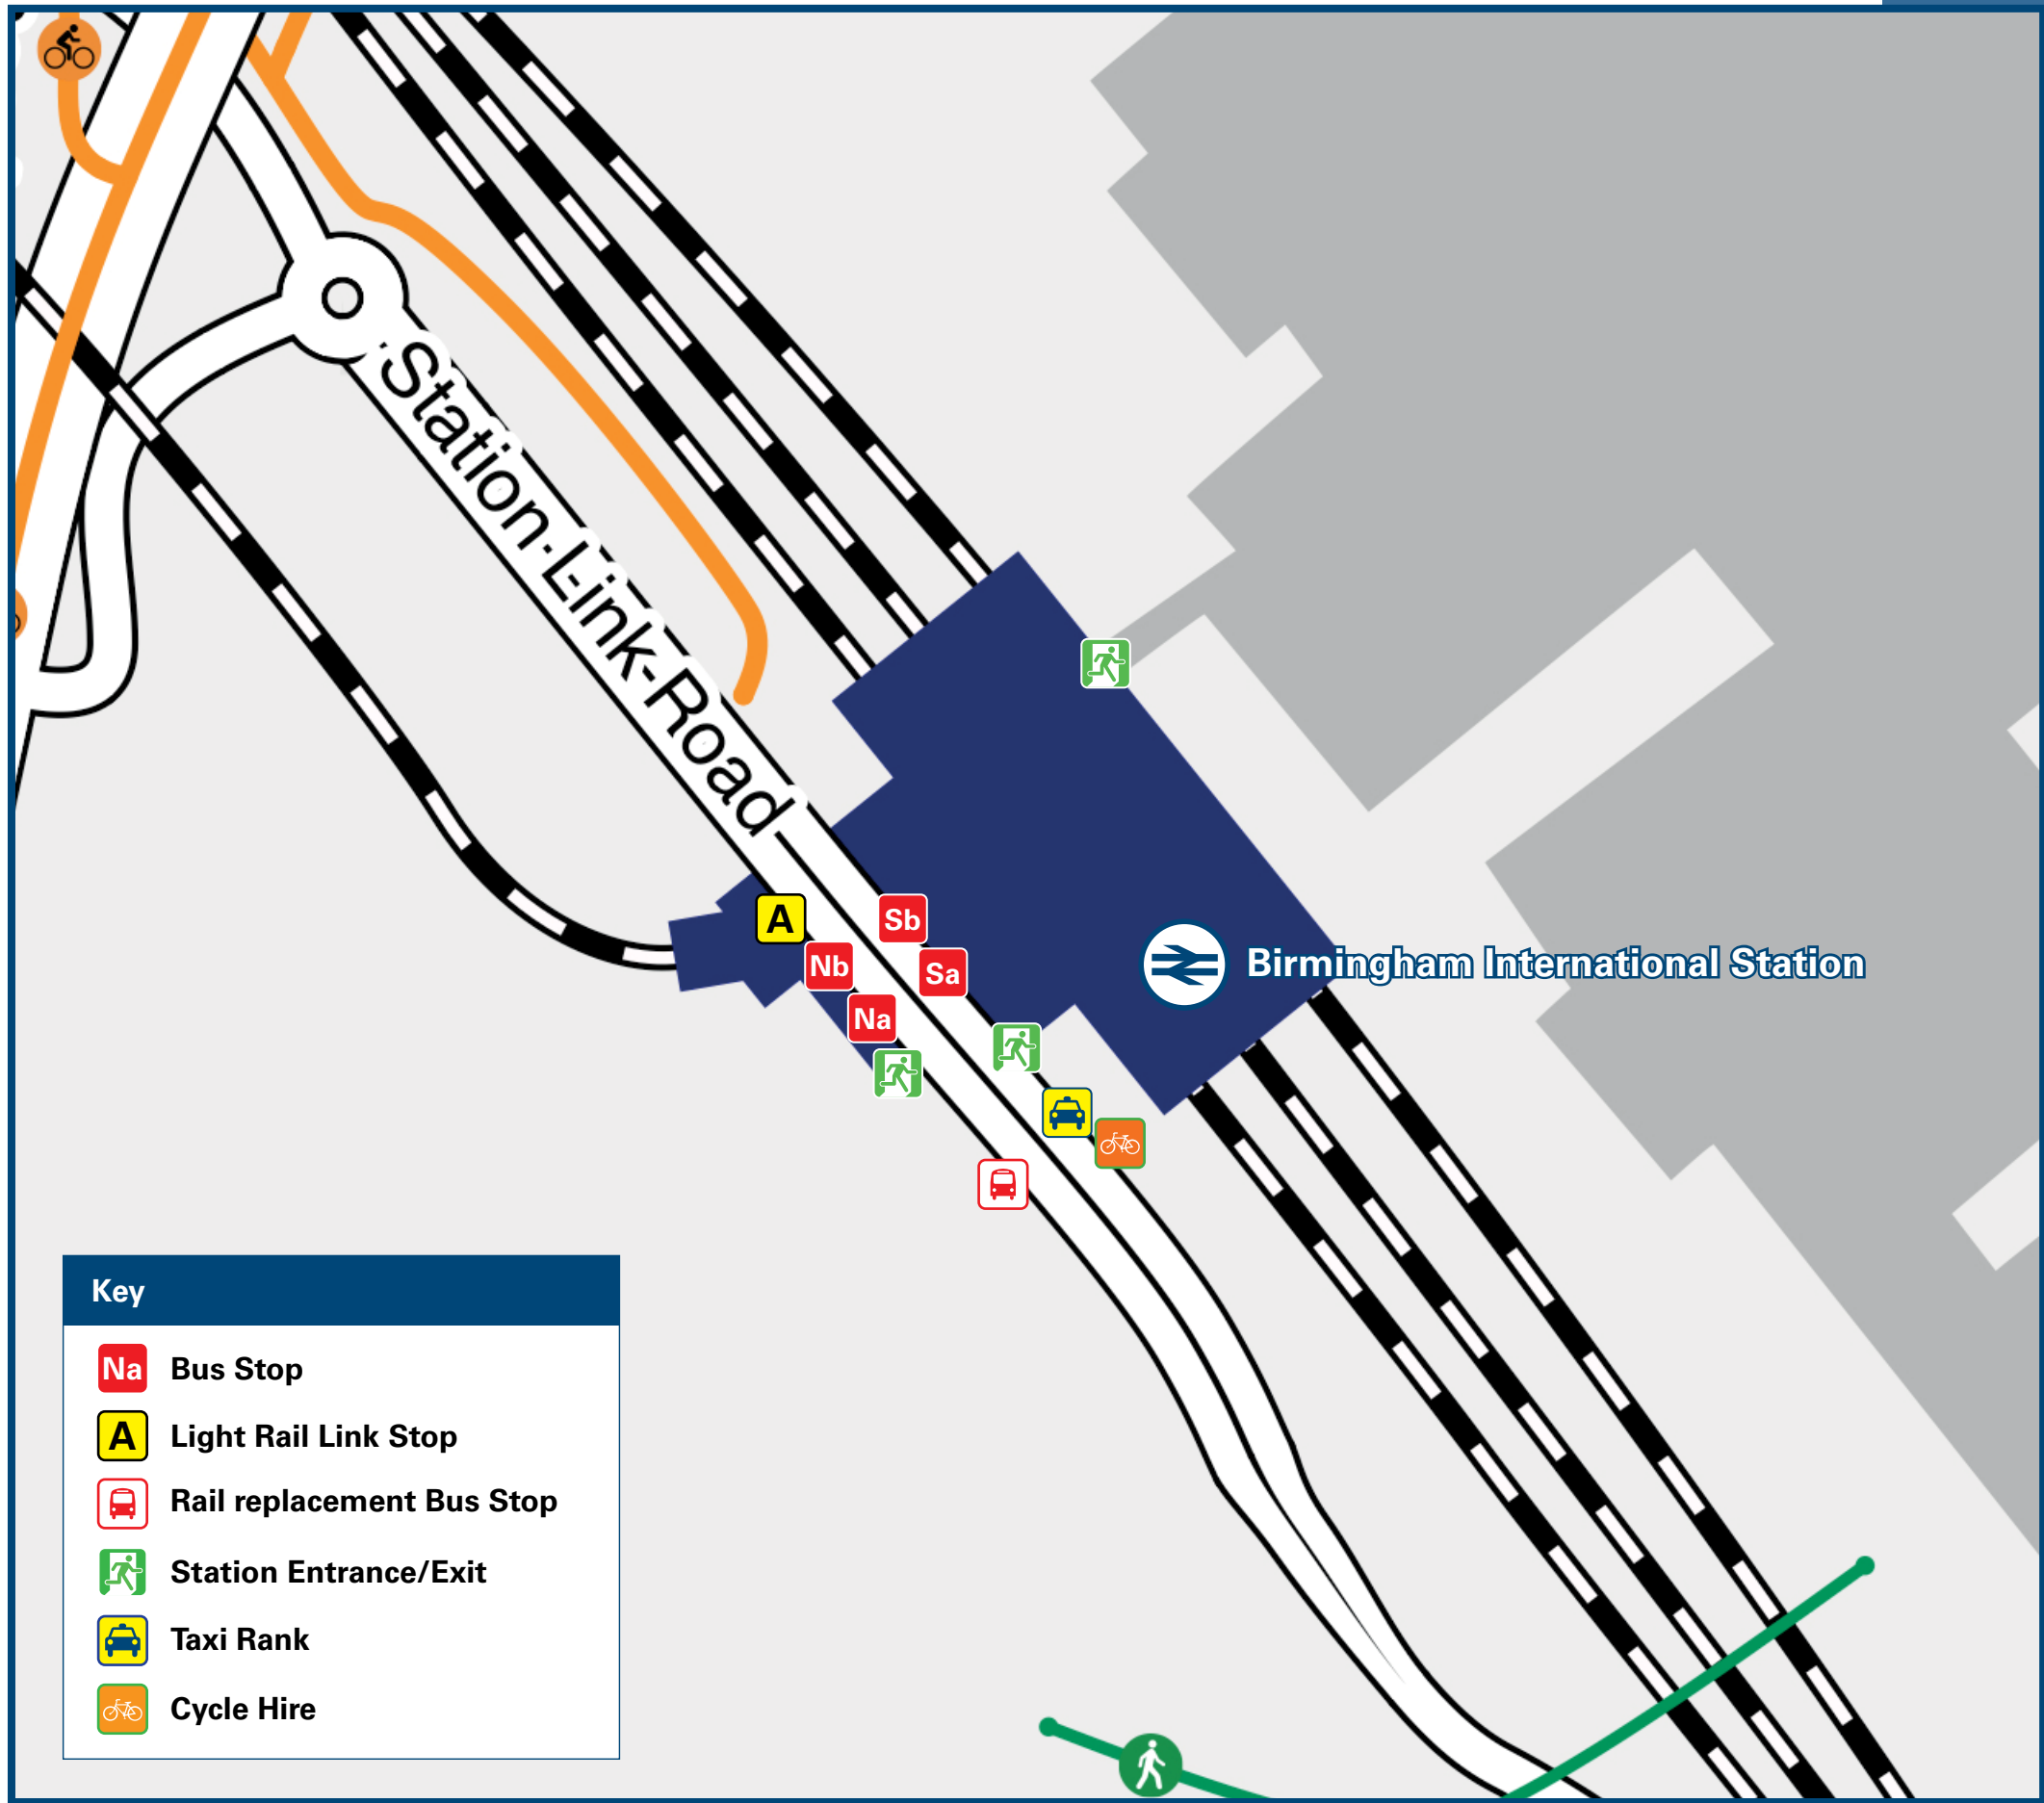 Station Link Road
A
Sb
Nb
Sa
Na
Birmingham International Station
Key
Na Bus Stop
A Light Rail Link Stop
Rail replacement Bus Stop
Station Entrance/Exit
Taxi Rank
Cycle Hire